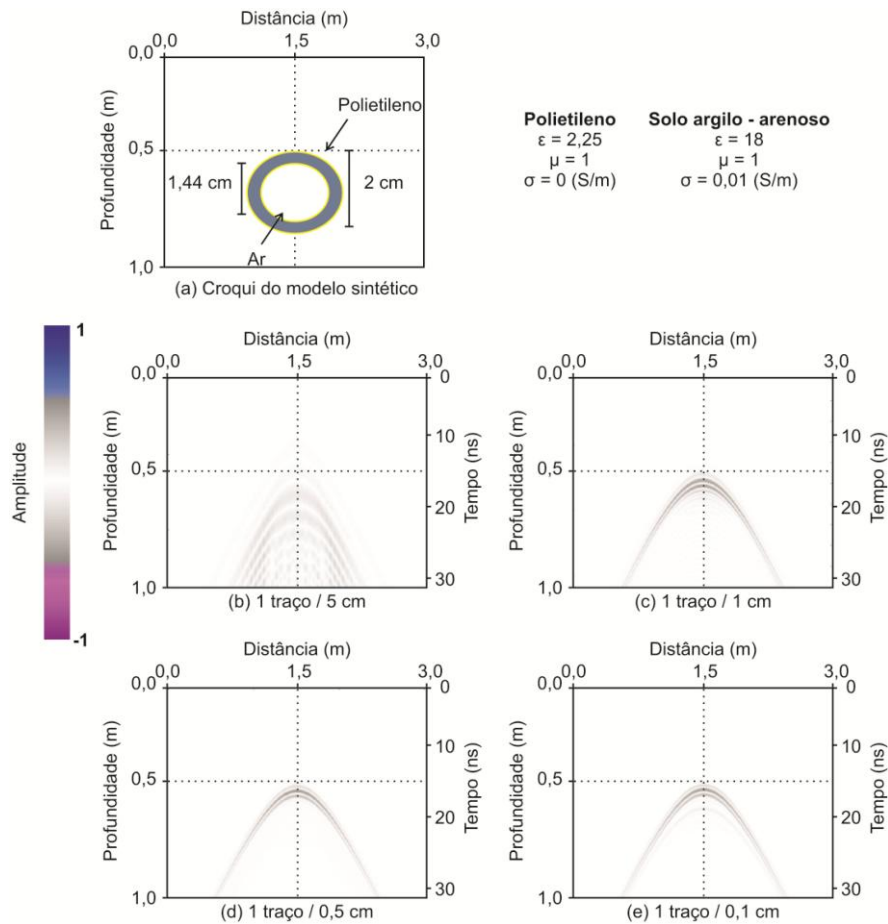 Distância (m)
0,0 1,5 3,0
0,0
Profundidade (m)
Polietileno
0,5
1,44 cm
2 cm
Ar
1,0
(a) Croqui do modelo sintético
Polietileno
ε = 2,25
μ = 1
σ = 0 (S/m)
Solo argilo - arenoso
ε = 18
μ = 1
σ = 0,01 (S/m)
1
Amplitude
-1
Distância (m)
0,0 1,5 3,0
0,0 0
10
Profundidade (m)
0,5
Tempo (ns)
20
1,0 30
(b) 1 traço / 5 cm
Distância (m)
0,0 1,5 3,0
0,0 0
10
Profundidade (m)
0,5
Tempo (ns)
20
1,0 30
(c) 1 traço / 1 cm
Distância (m)
0,0 1,5 3,0
0,0 0
10
Profundidade (m)
0,5
Tempo (ns)
20
1,0 30
(d) 1 traço / 0,5 cm
Distância (m)
0,0 1,5 3,0
0,0 0
10
Profundidade (m)
0,5
Tempo (ns)
20
1,0 30
(e) 1 traço / 0,1 cm